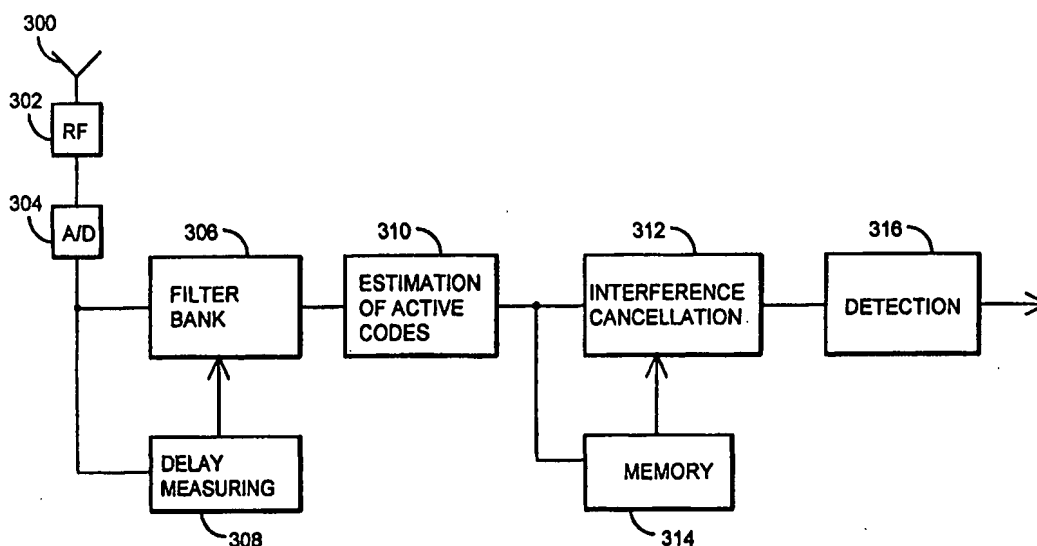 300
302
RF
304
A/D
306
FILTER
BANK
310
ESTIMATION
OF ACTIVE
CODES
312
INTERFERENCE
CANCELLATION
316
DETECTION
DELAY
MEASURING
308
MEMORY
314